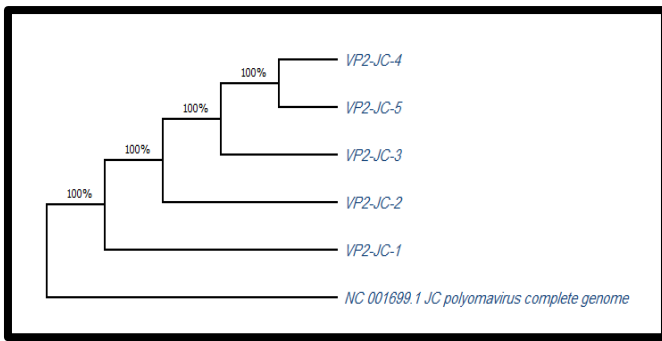 VP2-JC-4
100%
VP2-JC-5
100%
VP2-JC-3
100%
VP2-JC-2
100%
VP2-JC-1
NC 001699.1 JC polyomavirus complete genome